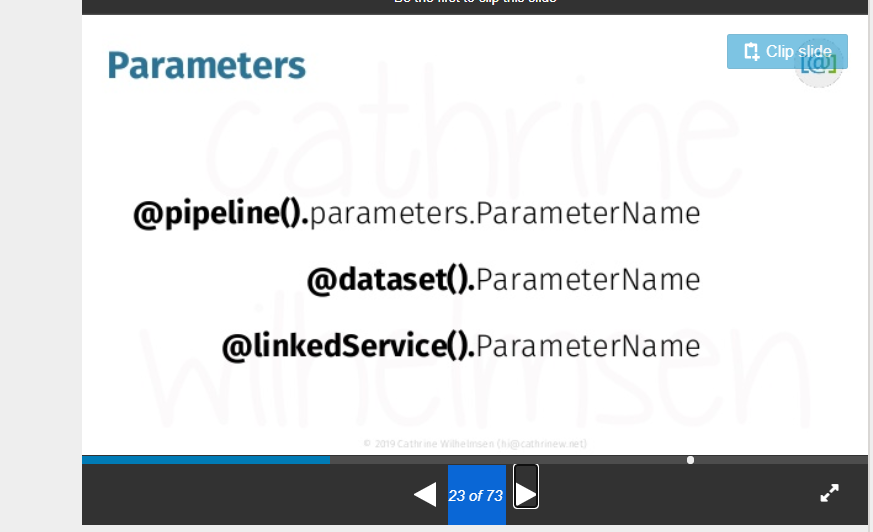 Be the first to clip this slide
Parameters
Clip slide
[@]
cathrine
@pipeline().parameters.ParameterName
@dataset().ParameterName
@linkedService().ParameterName
wilhelmsen
© 2019 Cathrine Wilhelmsen (hi@cathrinew.net)
23 of 73